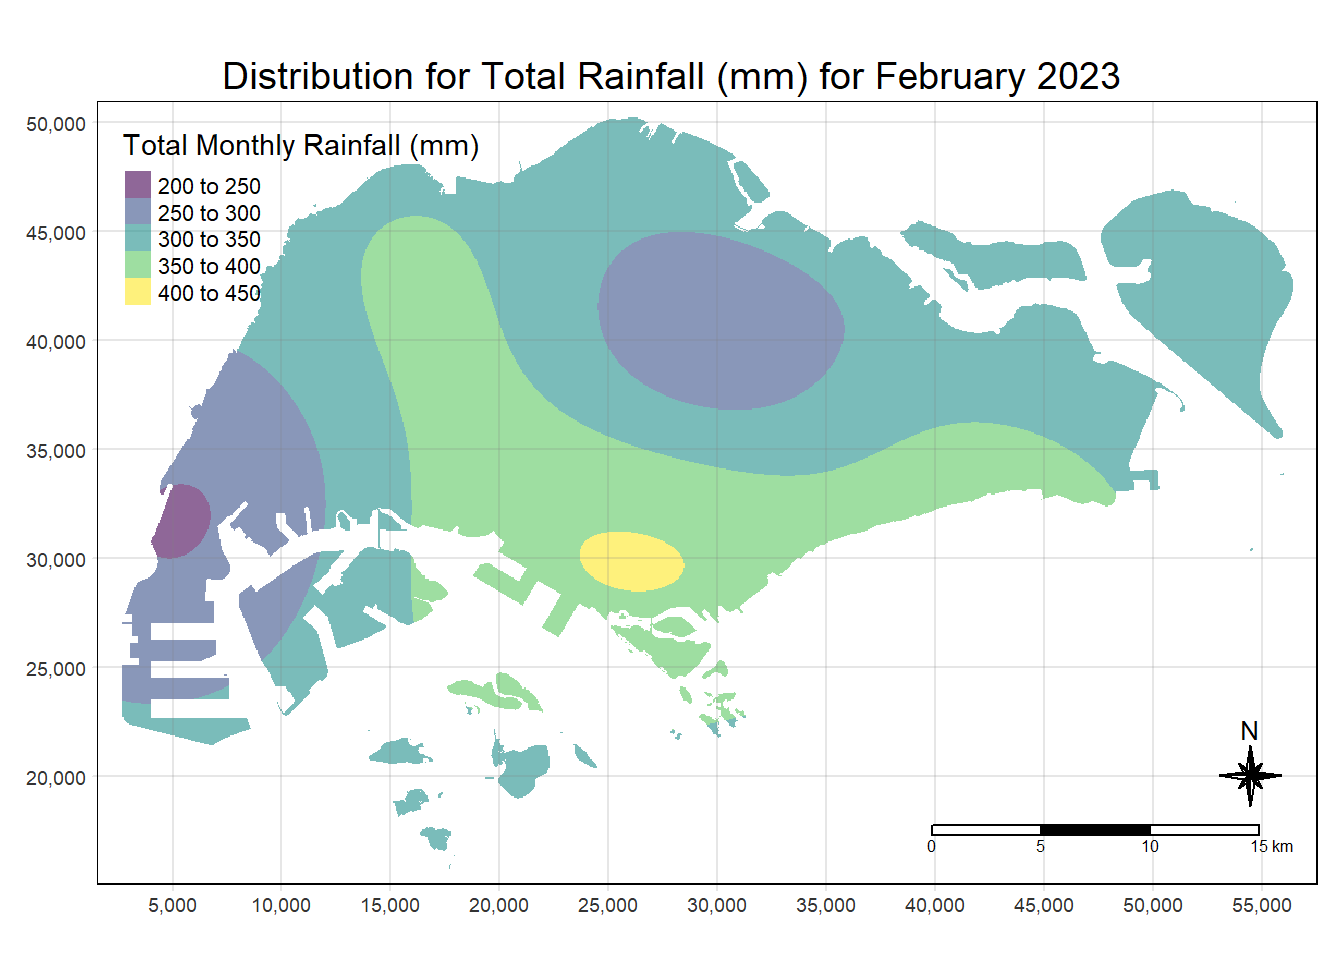 Distribution for Total Rainfall (mm) for February 2023
Total Monthly Rainfall (mm)
200 to 250
250 to 300
300 to 350
350 to 400
400 to 450
50,000
45,000
40,000
35,000
30,000
25,000
20,000
N
0 5 10 15 km
5,000 10,000 15,000 20,000 25,000 30,000 35,000 40,000 45,000 50,000 55,000